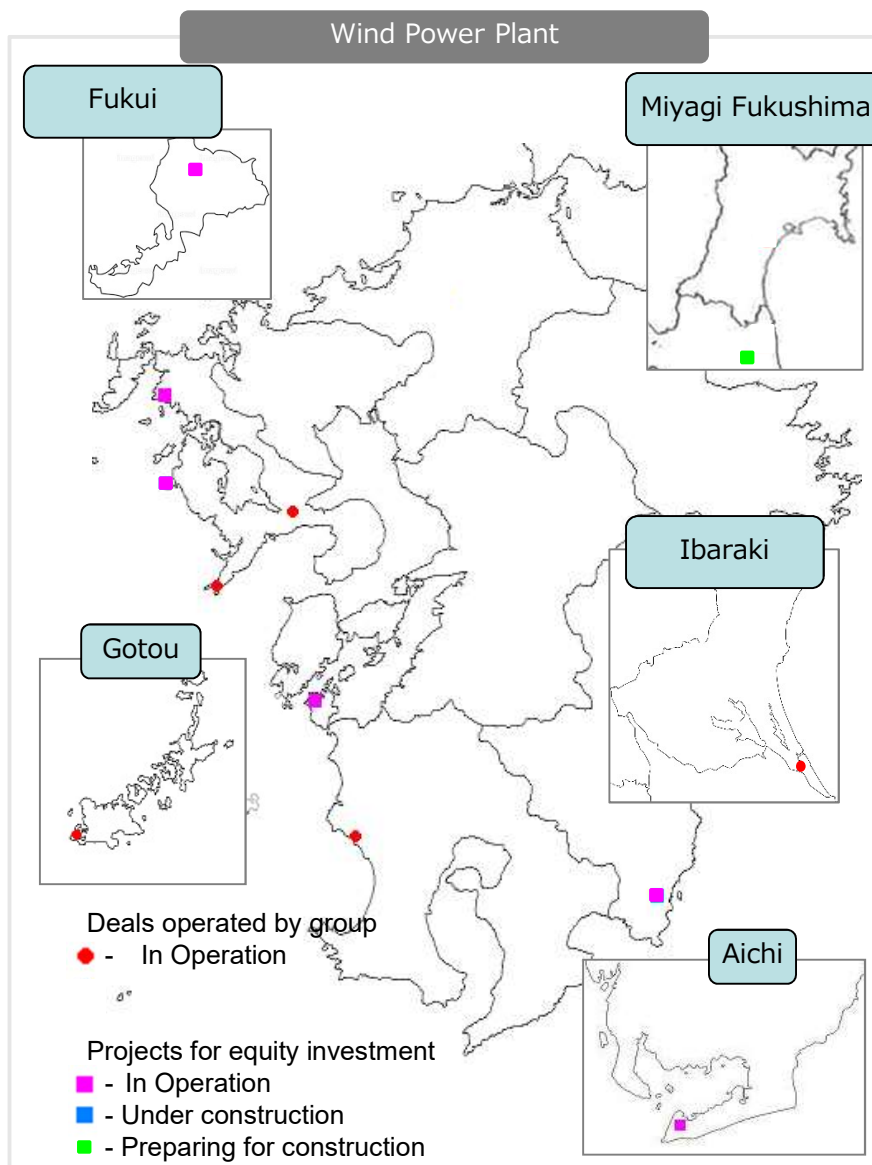 Wind Power Plant
Fukui
Miyagi Fukushima
Ibaraki
Gotou
Deals operated by group
- In Operation
Aichi
Projects for equity investment
- In Operation
- Under construction
- Preparing for construction